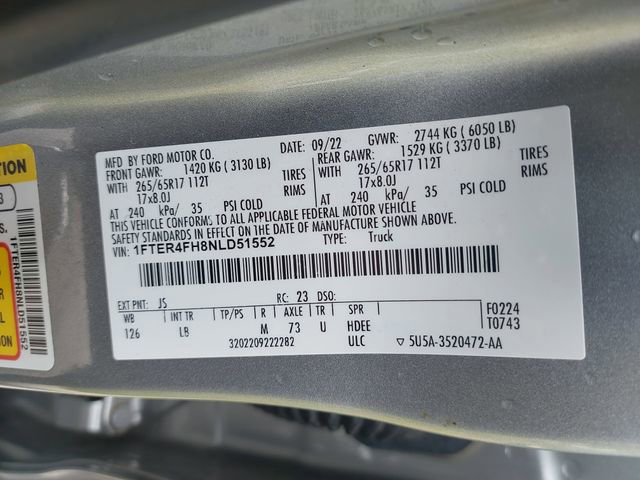 MFD BY FORD MOTOR CO.
DATE: 09/22 GVWR: 2744 KG ( 6050 LB)
FRONT GAWR: 1420 KG ( 3130 LB)
REAR GAWR: 1529 KG ( 3370 LB)
WITH 265/65R17 112T TIRES
WITH 265/65R17 112T TIRES
17x8.0J RIMS
17x8.0J RIMS
AT 240 kPa/ 35 PSI COLD
AT 240 kPa/ 35 PSI COLD
THIS VEHICLE CONFORMS TO ALL APPLICABLE FEDERAL MOTOR VEHICLE
SAFETY STANDARDS IN EFFECT ON THE DATE OF MANUFACTURE SHOWN ABOVE.
VIN: 1FTER4FH8NLD51552 TYPE: Truck
EXT PNT: JS RC: 23 DSO:
WB INT TR TP/PS R AXLE TR SPR
126 LB M 73 U HDEE
F0224
T0743
3202209222282 ULC ▽ 5U5A-3520472-AA
1FTER4FH8NLD51552